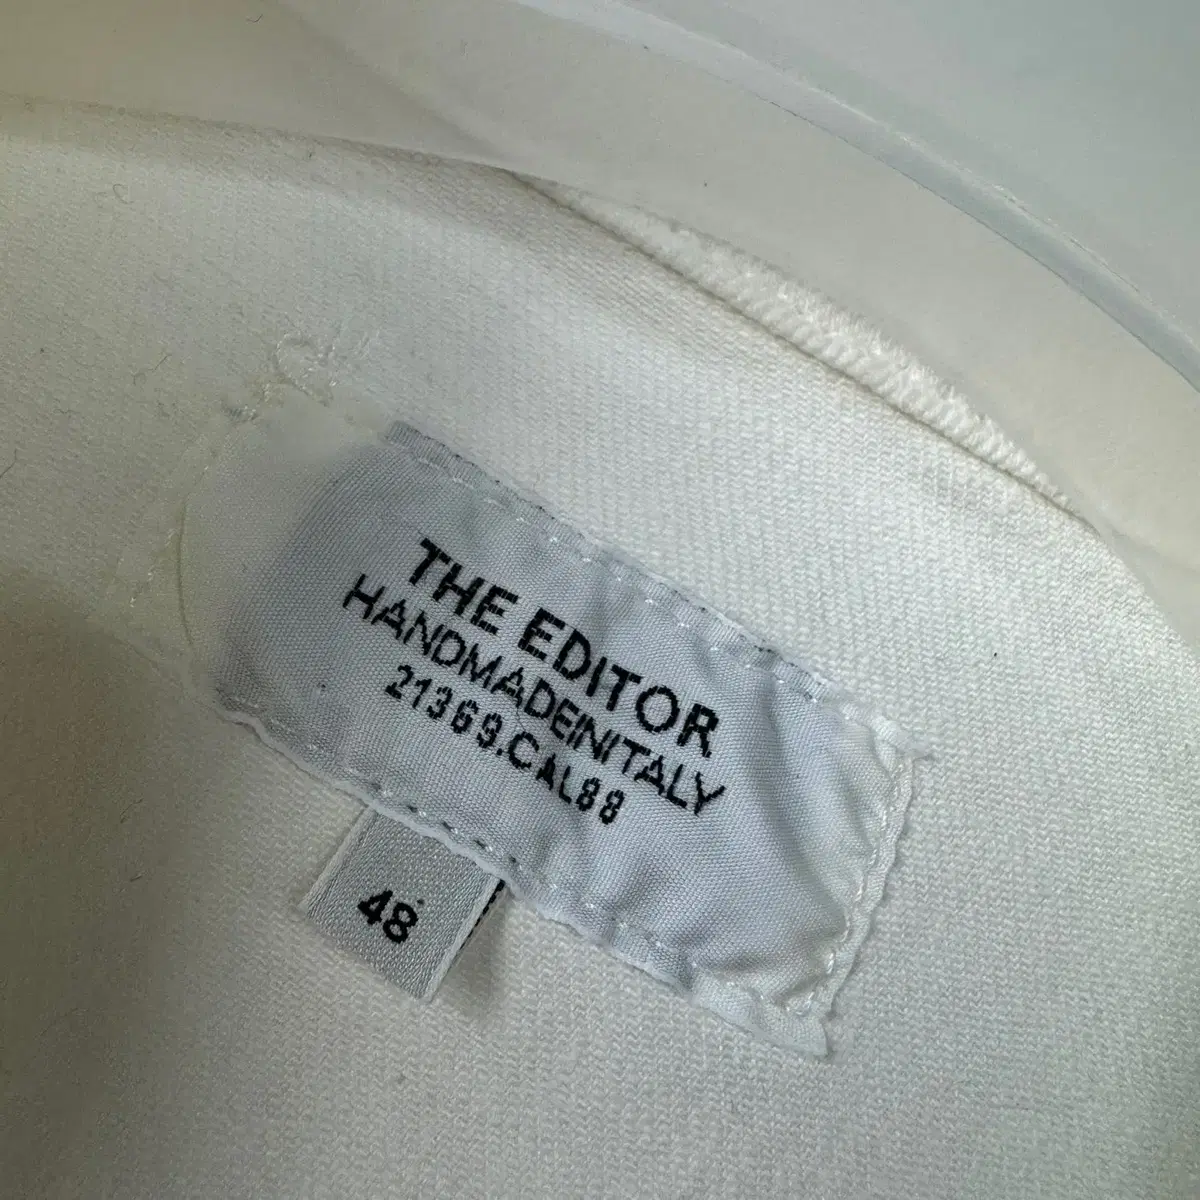 THE EDITOR
HANDMADEINITALY
21369.CAL88
48